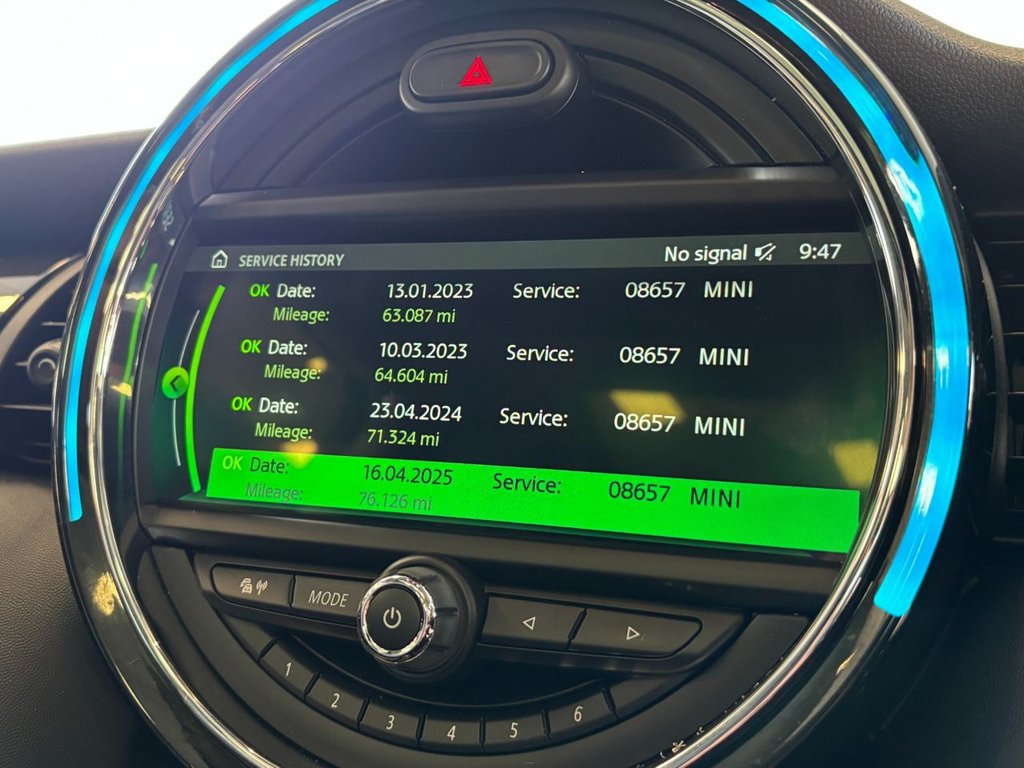 SERVICE HISTORY No signal 9:47
OK Date: 13.01.2023 Service: 08657 MINI
Mileage: 63.087 mi
OK Date: 10.03.2023 Service: 08657 MINI
Mileage: 64.604 mi
OK Date: 23.04.2024 Service: 08657 MINI
Mileage: 71.324 mi
OK Date: 16.04.2025 Service: 08657 MINI
Mileage: 76.126 mi
MODE
1 2 3 4 5 6